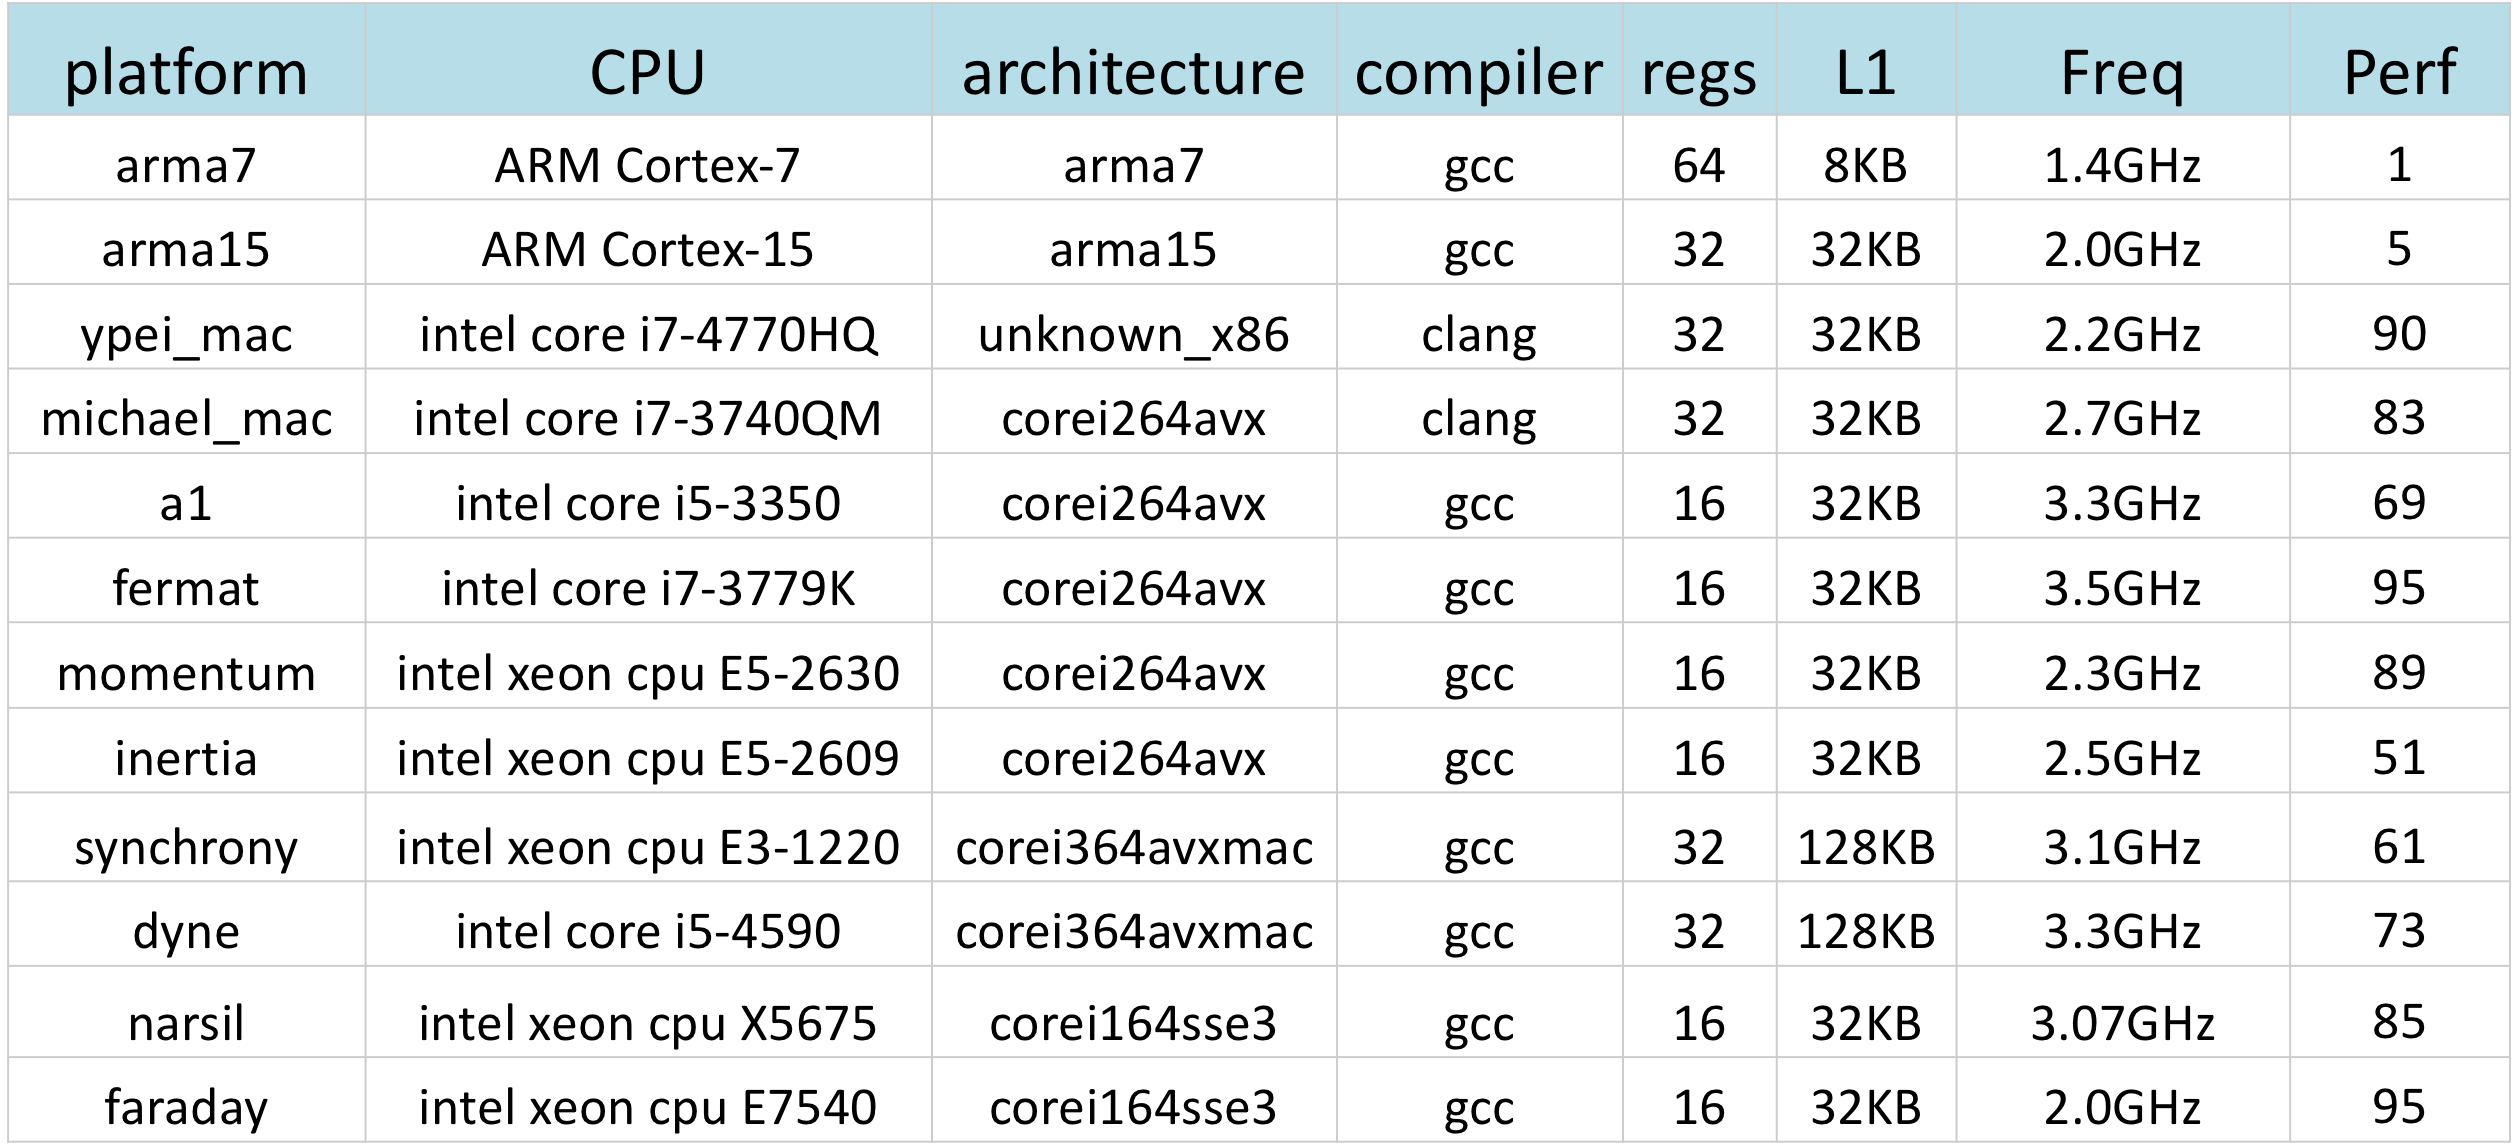 platform CPU architecture compiler regs L1 Freq Perf
arma7 ARM Cortex-7 arma7 gcc 64 8KB 1.4GHz 1
arma15 ARM Cortex-15 arma15 gcc 32 32KB 2.0GHz 5
ypei_mac intel core i7-4770HQ unknown_x86 clang 32 32KB 2.2GHz 90
michael_mac intel core i7-3740QM corei264avx clang 32 32KB 2.7GHz 83
a1 intel core i5-3350 corei264avx gcc 16 32KB 3.3GHz 69
fermat intel core i7-3779K corei264avx gcc 16 32KB 3.5GHz 95
momentum intel xeon cpu E5-2630 corei264avx gcc 16 32KB 2.3GHz 89
inertia intel xeon cpu E5-2609 corei264avx gcc 16 32KB 2.5GHz 51
synchrony intel xeon cpu E3-1220 corei364avxmac gcc 32 128KB 3.1GHz 61
dyne intel core i5-4590 corei364avxmac gcc 32 128KB 3.3GHz 73
narsil intel xeon cpu X5675 corei164sse3 gcc 16 32KB 3.07GHz 85
faraday intel xeon cpu E7540 corei164sse3 gcc 16 32KB 2.0GHz 95